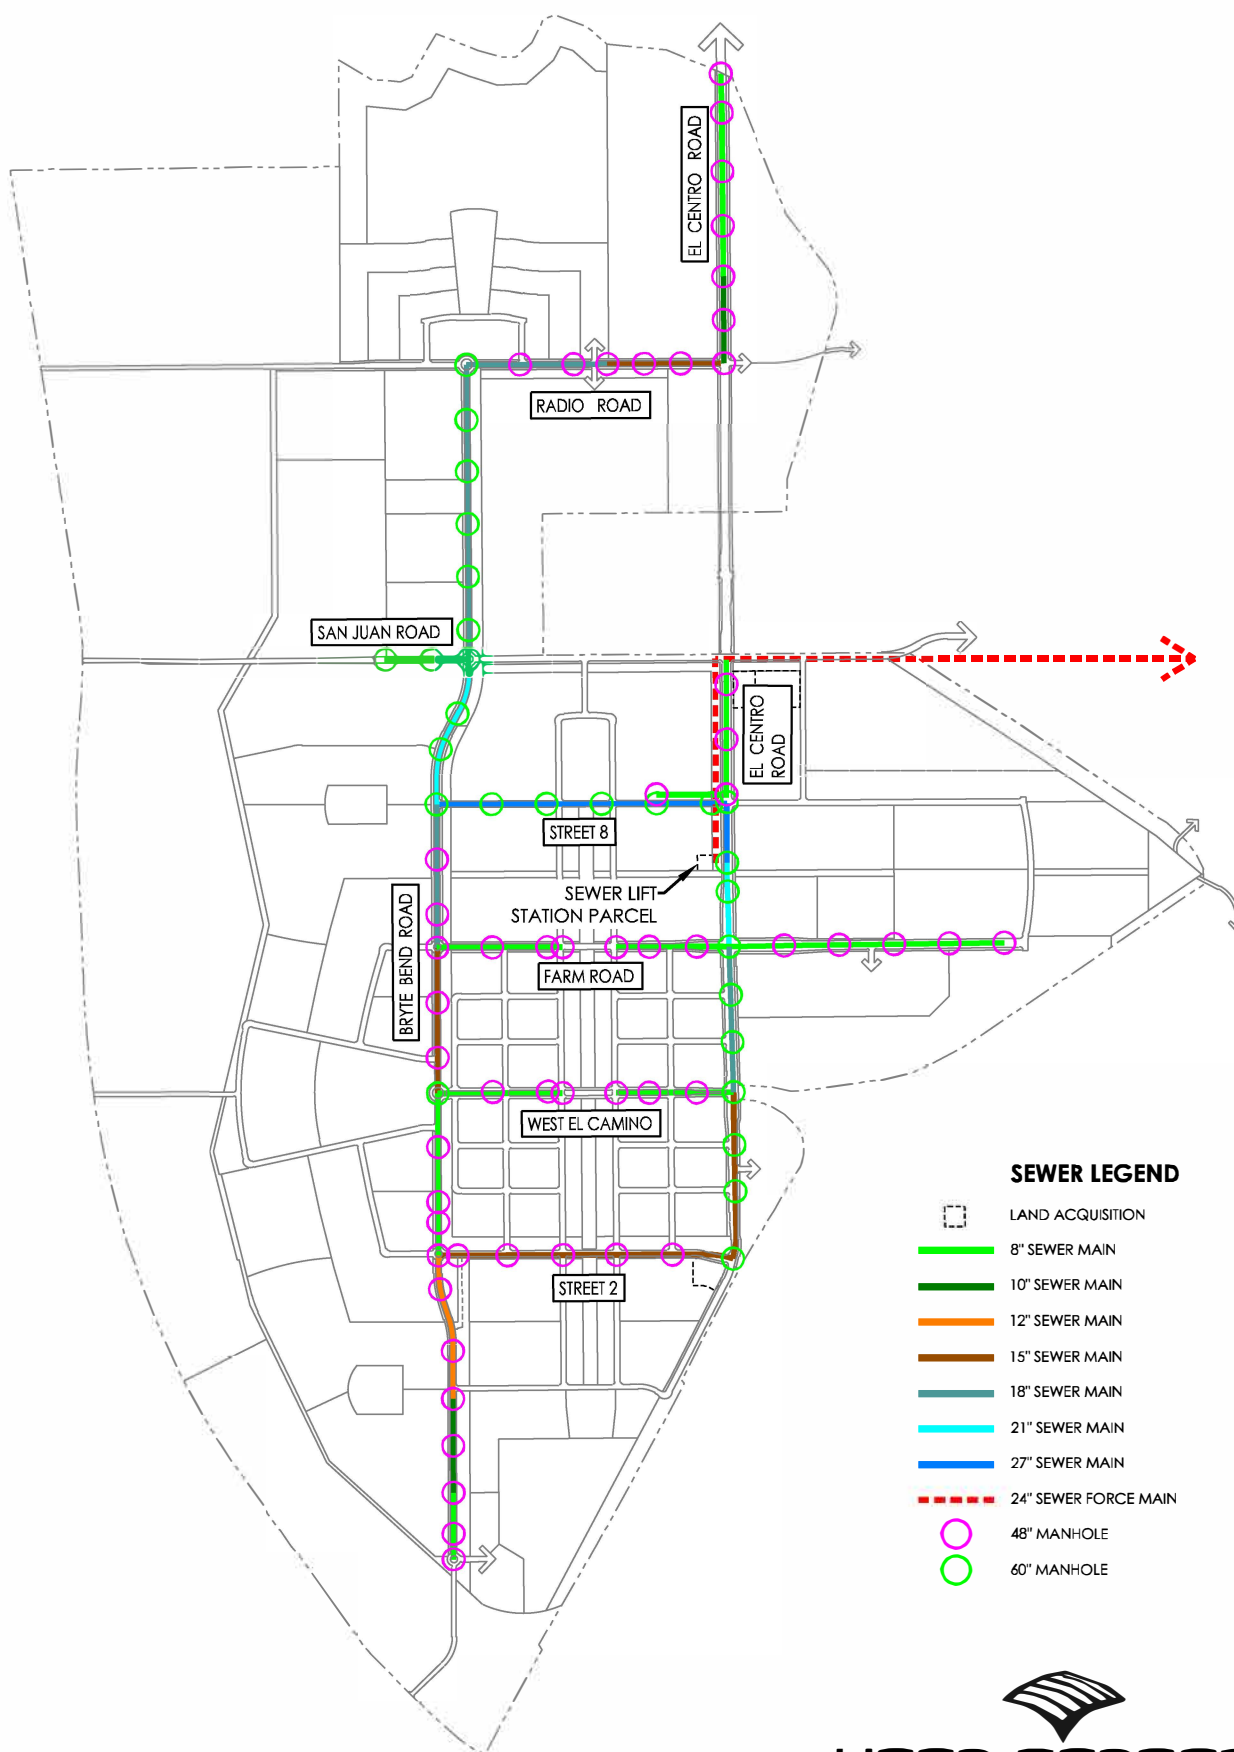 EL CENTRO ROAD
RADIO ROAD
SAN JUAN ROAD
EL CENTRO
ROAD
STREET 8
SEWER LIFT
STATION PARCEL
BRYTE BEND ROAD
FARM ROAD
WEST EL CAMINO
STREET 2
SEWER LEGEND
LAND ACQUISITION
8" SEWER MAIN
10" SEWER MAIN
12" SEWER MAIN
15" SEWER MAIN
18" SEWER MAIN
21" SEWER MAIN
27" SEWER MAIN
24" SEWER FORCE MAIN
48" MANHOLE
60" MANHOLE